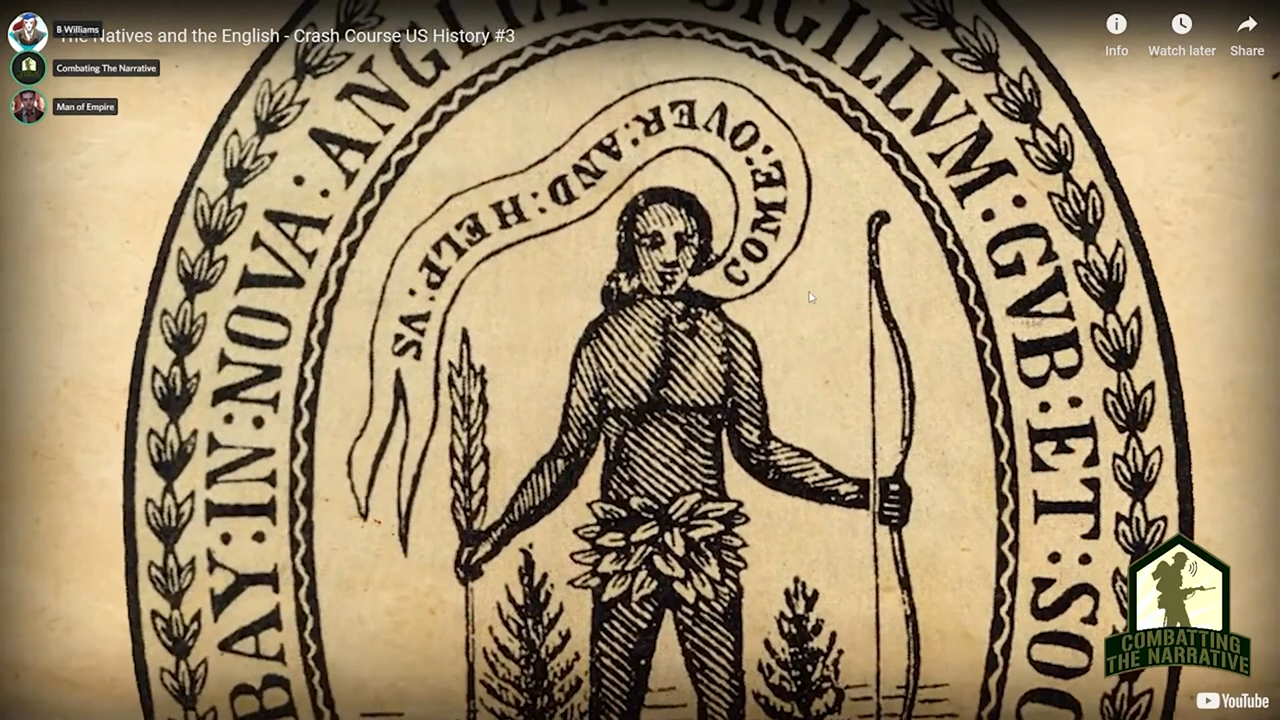 B Williams
The Natives and the English - Crash Course US History #3
Combating The Narrative
Man of Empire
Info
Watch later
Share
SIGILLVM:GVB:ET:SOC
BAY:IN:NOVA:ANGLIA
COME:OVER:AND:HELP:VS
COMBATTING
THE NARRATIVE
YouTube